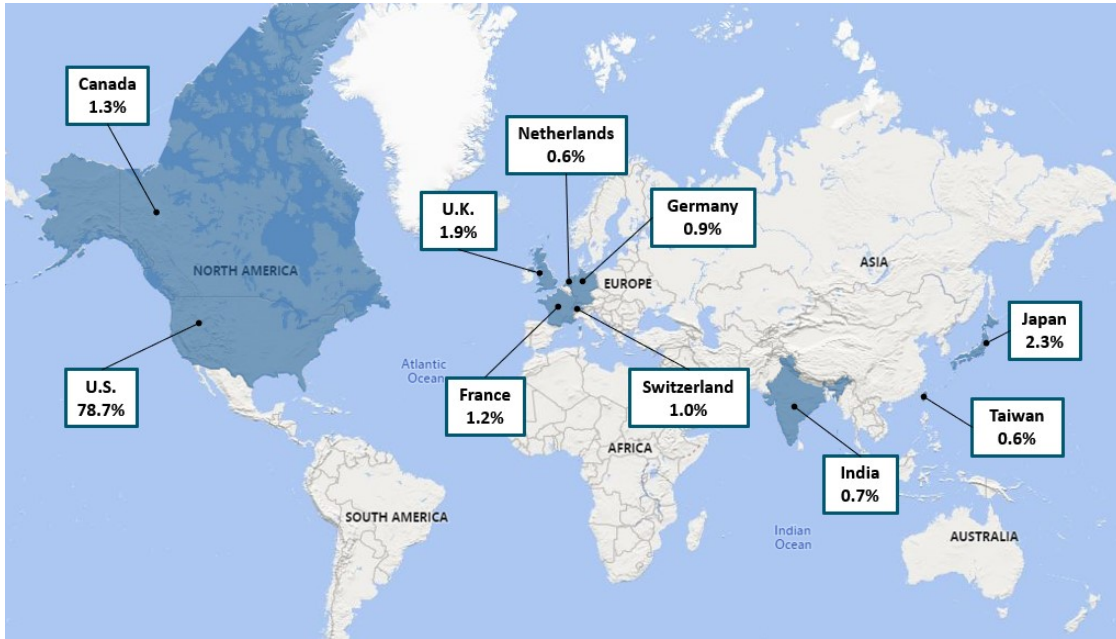 Canada
1.3%
Netherlands
0.6%
U.K.
1.9%
Germany
0.9%
NORTH AMERICA
EUROPE
ASIA
Japan
2.3%
Atlantic
Ocean
U.S.
78.7%
France
1.2%
Switzerland
1.0%
Taiwan
0.6%
AFRICA
India
0.7%
SOUTH AMERICA
Indian
Ocean
AUSTRALIA